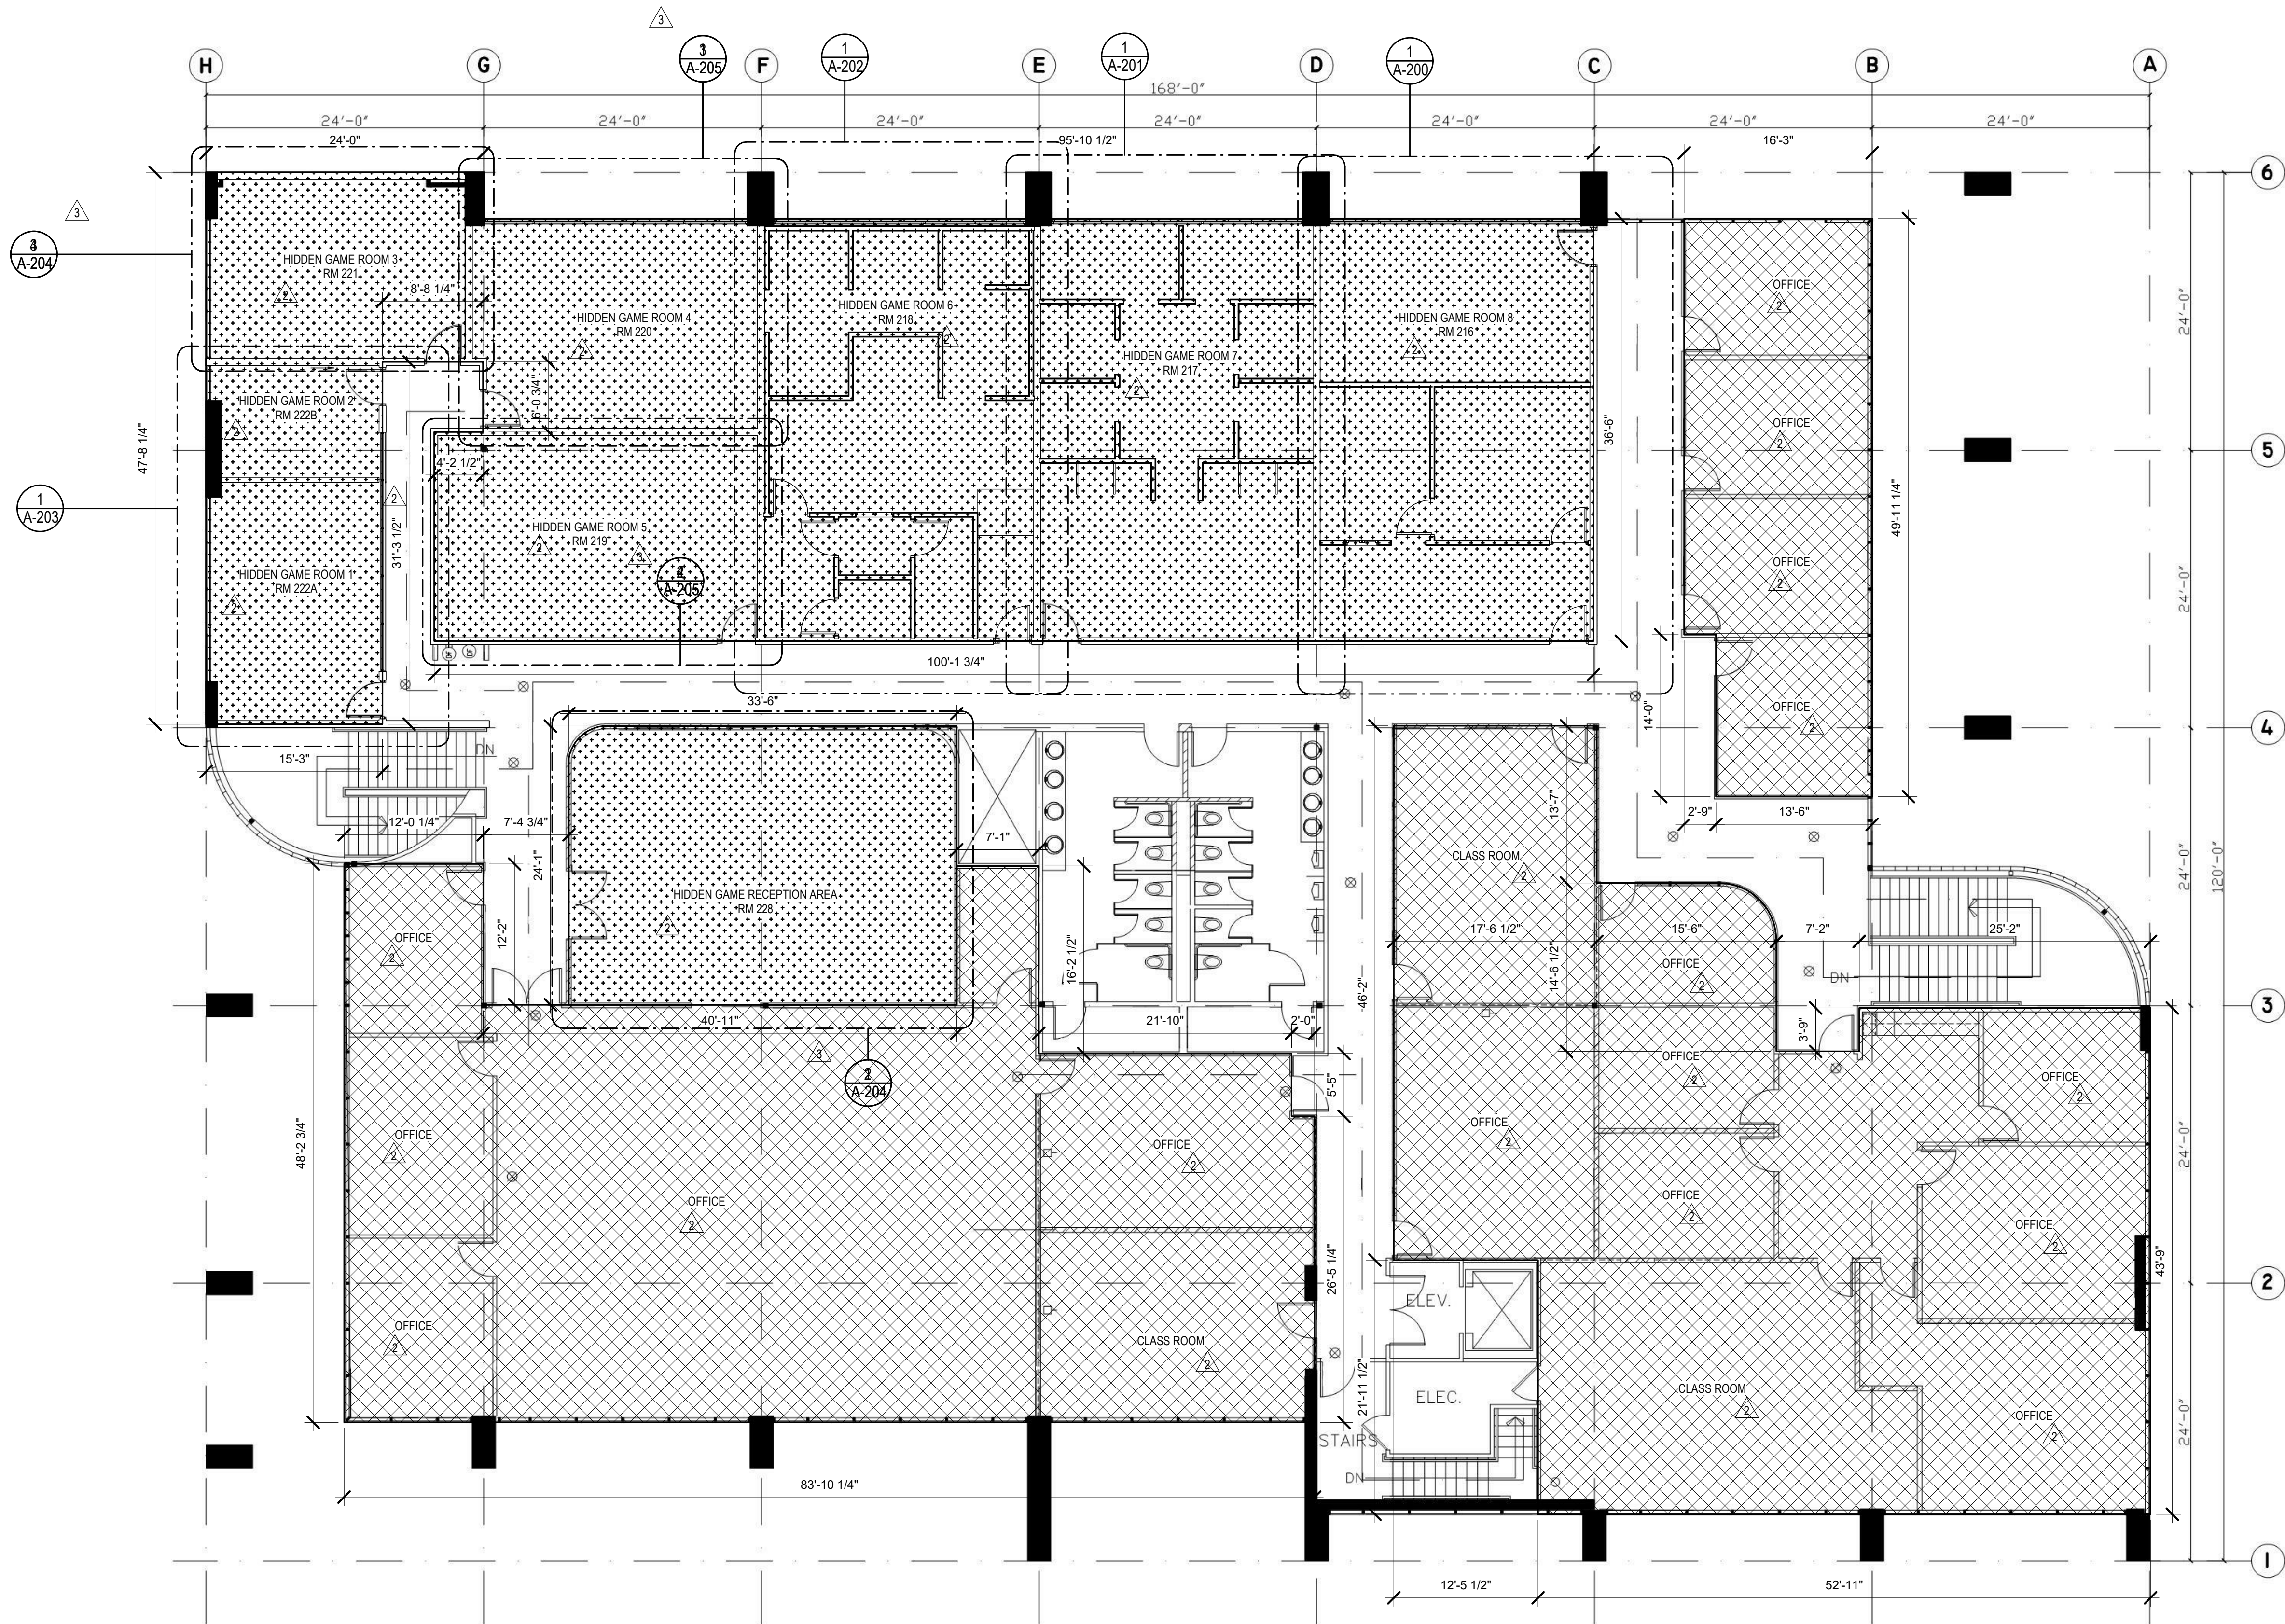 3
H
G
3
A-205
F
1
A-202
E
1
A-201
D
1
A-200
C
B
A
168'-0"
24'-0"
24'-0"
24'-0"
24'-0"
24'-0"
24'-0"
24'-0"
24'-0"
95'-10 1/2"
16'-3"
6
3
A-204
3
HIDDEN GAME ROOM 3
RM 221
2
8'-8 1/4"
HIDDEN GAME ROOM 4
RM 220
2
HIDDEN GAME ROOM 6
RM 218
2
HIDDEN GAME ROOM 7
RM 217
2
HIDDEN GAME ROOM 8
RM 216
2
OFFICE
2
24'-0"
HIDDEN GAME ROOM 2
RM 222B
2
6'-0 3/4"
36'-6"
OFFICE
2
47'-8 1/4"
4'-2 1/2"
5
1
A-203
2
31'-3 1/2"
HIDDEN GAME ROOM 5
RM 219
2
3
A-205
49'-11 1/4"
OFFICE
2
24'-0"
HIDDEN GAME ROOM 1
RM 222A
2
100'-1 3/4"
33'-6"
14'-0"
OFFICE
2
4
DN
15'-3"
12'-0 1/4"
7'-4 3/4"
24'-1"
7'-1"
13'-7"
2'-9"
13'-6"
CLASS ROOM
2
24'-0"
120'-0"
HIDDEN GAME RECEPTION AREA
RM 228
2
OFFICE
2
12'-2"
16'-2 1/2"
17'-6 1/2"
15'-6"
7'-2"
25'-2"
14'-6 1/2"
OFFICE
2
DN
46'-2"
3
40'-11"
21'-10"
2'-0"
3'-9"
3
A-204
OFFICE
2
5'-5"
OFFICE
2
48'-2 3/4"
OFFICE
2
OFFICE
2
OFFICE
2
24'-0"
OFFICE
2
OFFICE
2
OFFICE
2
26'-5 1/4"
43'-9"
2
ELEV.
OFFICE
2
CLASS ROOM
2
21'-11 1/2"
ELEC.
CLASS ROOM
2
OFFICE
2
24'-0"
STAIRS
DN
83'-10 1/4"
I
12'-5 1/2"
52'-11"